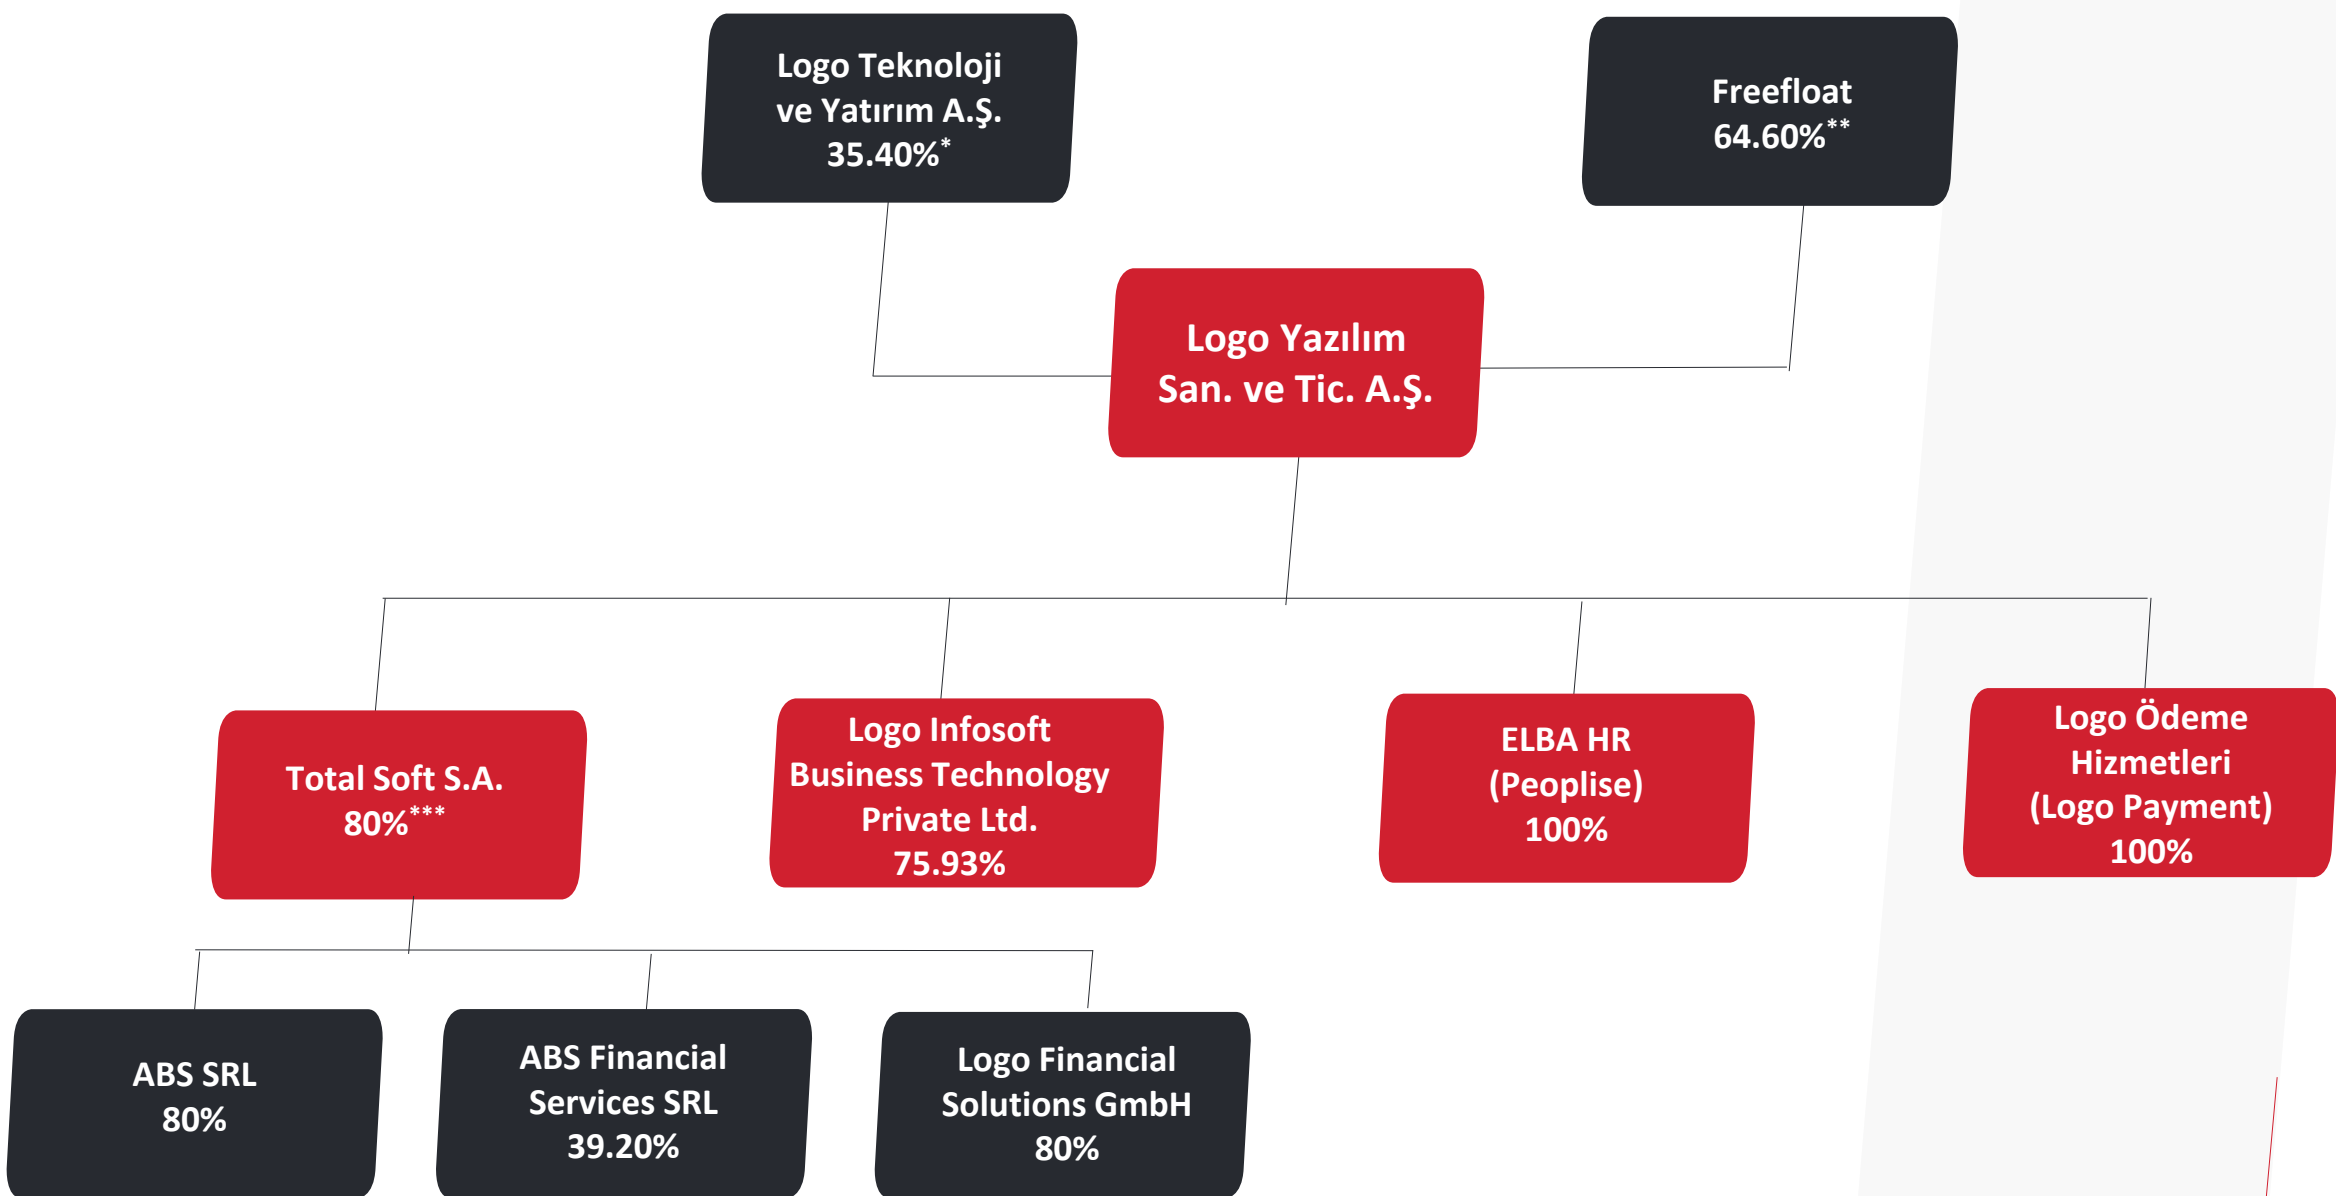 Logo Teknoloji
ve Yatırım A.Ş.
35.40%*
Freefloat
64.60%**
Logo Yazılım
San. ve Tic. A.Ş.
Total Soft S.A.
80%***
Logo Infosoft
Business Technology
Private Ltd.
75.93%
ELBA HR
(Peoplise)
100%
Logo Ödeme
Hizmetleri
(Logo Payment)
100%
ABS SRL
80%
ABS Financial
Services SRL
39.20%
Logo Financial
Solutions GmbH
80%